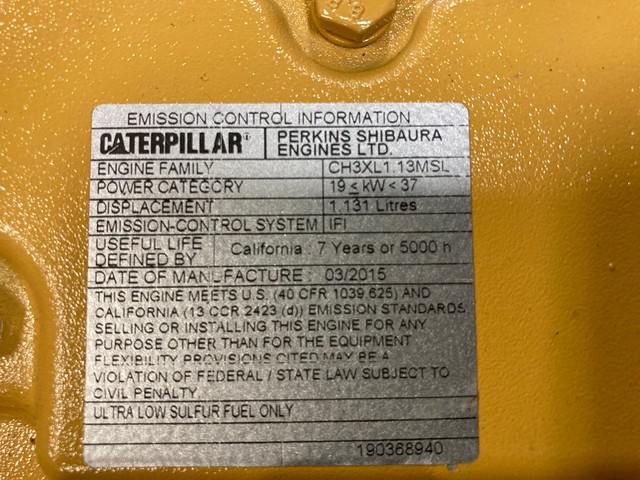 EMISSION CONTROL INFORMATION
CATERPILLAR® PERKINS SHIBAURA
ENGINES LTD.
ENGINE FAMILY CH3XL1.13MSL
POWER CATEGORY 19 ≤ kW < 37
DISPLACEMENT 1.131 Litres
EMISSION-CONTROL SYSTEM IFI
USEFUL LIFE
DEFINED BY California : 7 Years or 5000 h
DATE OF MANUFACTURE : 03/2015
THIS ENGINE MEETS U.S. (40 CFR 1039.625) AND
CALIFORNIA (13 CCR 2423 (d)) EMISSION STANDARDS
SELLING OR INSTALLING THIS ENGINE FOR ANY
PURPOSE OTHER THAN FOR THE EQUIPMENT
FLEXIBILITY PROVISIONS CITED MAY BE A
VIOLATION OF FEDERAL / STATE LAW SUBJECT TO
CIVIL PENALTY
ULTRA LOW SULFUR FUEL ONLY
190368940